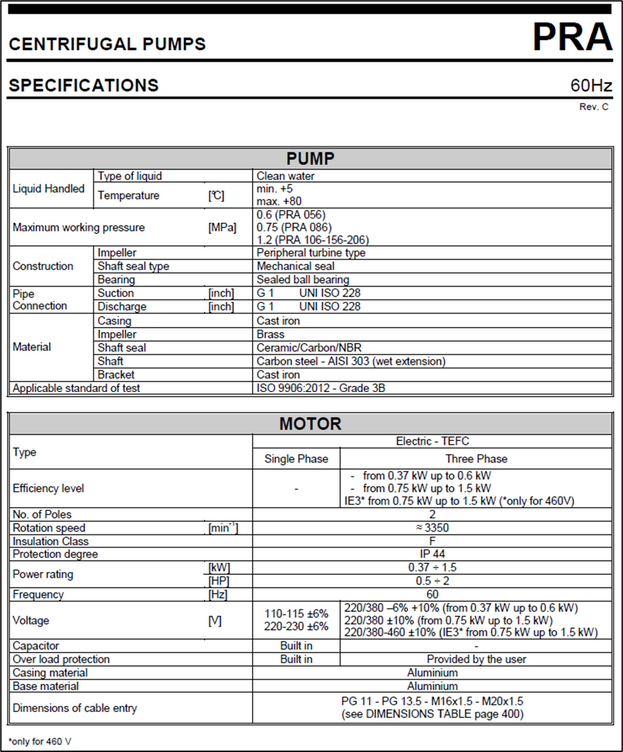 PRA
CENTRIFUGAL PUMPS
SPECIFICATIONS 60Hz
Rev. C
PUMP
Liquid Handled
Type of liquid Clean water
Temperature [°C] min. +5
max. +80
Maximum working pressure [MPa] 0.6 (PRA 056)
0.75 (PRA 086)
1.2 (PRA 106-156-206)
Construction
Impeller Peripheral turbine type
Shaft seal type Mechanical seal
Bearing Sealed ball bearing
Pipe Connection
Suction [inch] G 1 UNI ISO 228
Discharge [inch] G 1 UNI ISO 228
Material
Casing Cast iron
Impeller Brass
Shaft seal Ceramic/Carbon/NBR
Shaft Carbon steel - AISI 303 (wet extension)
Bracket Cast iron
Applicable standard of test ISO 9906:2012 - Grade 3B
MOTOR
Type Electric - TEFC
Single Phase Three Phase
Efficiency level - - from 0.37 kW up to 0.6 kW
- from 0.75 kW up to 1.5 kW
IE3* from 0.75 kW up to 1.5 kW (*only for 460V)
No. of Poles 2
Rotation speed [min-1] ≈ 3350
Insulation Class F
Protection degree IP 44
Power rating [kW] 0.37 ÷ 1.5
[HP] 0.5 ÷ 2
Frequency [Hz] 60
Voltage [V] 110-115 ±6%
220-230 ±6%
220/380 –6% +10% (from 0.37 kW up to 0.6 kW)
220/380 ±10% (from 0.75 kW up to 1.5 kW)
220/380-460 ±10% (IE3* from 0.75 kW up to 1.5 kW)
Capacitor Built in -
Over load protection Built in Provided by the user
Casing material Aluminium
Base material Aluminium
Dimensions of cable entry PG 11 - PG 13.5 - M16x1.5 - M20x1.5
(see DIMENSIONS TABLE page 400)
*only for 460 V